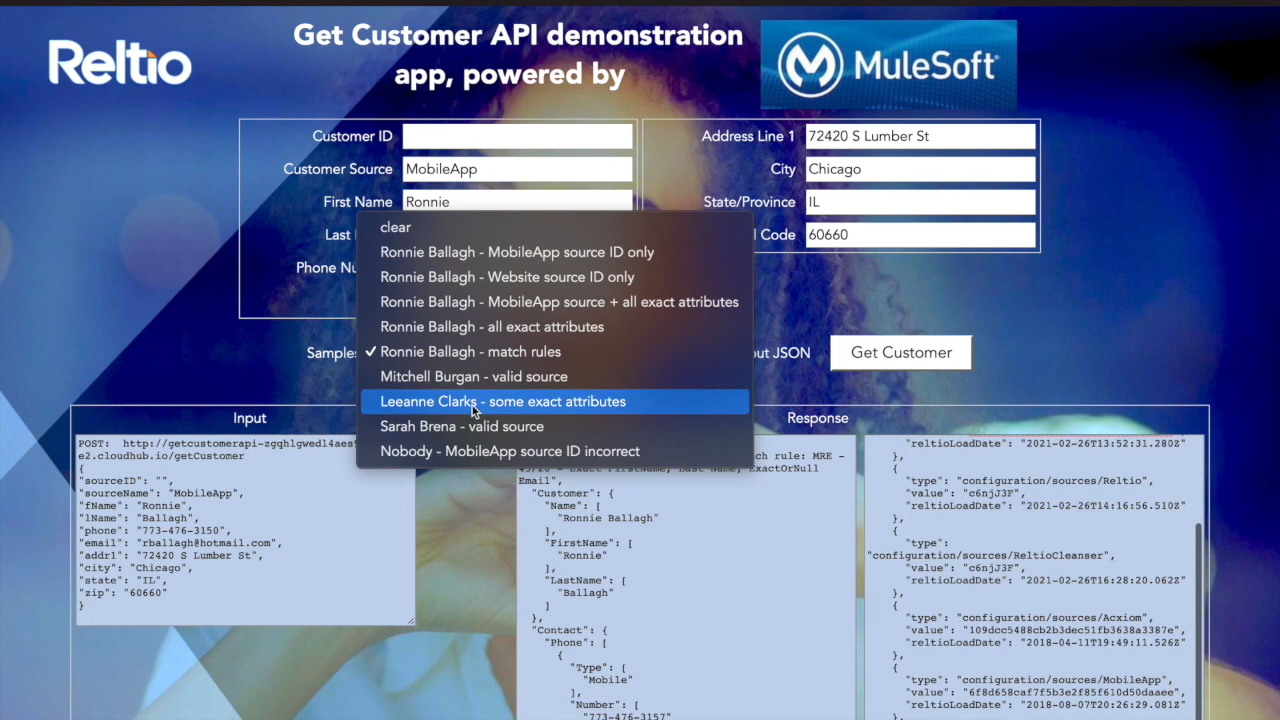 Reltio
Get Customer API demonstration
app, powered by
MuleSoft
Customer ID
Customer Source MobileApp
First Name Ronnie
Last
Phone Nu
Address Line 1 72420 S Lumber St
City Chicago
State/Province IL
Code 60660
clear
Ronnie Ballagh - MobileApp source ID only
Ronnie Ballagh - Website source ID only
Ronnie Ballagh - MobileApp source + all exact attributes
Ronnie Ballagh - all exact attributes
✓ Ronnie Ballagh - match rules
Mitchell Burgan - valid source
Leeanne Clarks - some exact attributes
Sarah Brena - valid source
Nobody - MobileApp source ID incorrect
Samples
JSON
Get Customer
Input
POST: http://getcustomerapi-zgqhlgwedl4aes
e2.cloudhub.io/getCustomer
{
"sourceID": "",
"sourceName": "MobileApp",
"fName": "Ronnie",
"lName": "Ballagh",
"phone": "773-476-3150",
"email": "rballagh@hotmail.com",
"addr1": "72420 S Lumber St",
"city": "Chicago",
"state": "IL",
"zip": "60660"
}
Response
rule: MRE -
Exact FirstName, Last Name, ExactOrNull
Email",
"Customer": {
"Name": [
"Ronnie Ballagh"
],
"FirstName": [
"Ronnie"
],
"LastName": [
"Ballagh"
]
},
"Contact": {
"Phone": [
{
"Type": [
"Mobile"
],
"Number": [
"773-476-3157"
"reltioLoadDate": "2021-02-26T13:52:31.280Z"
},
{
"type": "configuration/sources/Reltio",
"value": "c6njJ3F",
"reltioLoadDate": "2021-02-26T14:16:56.510Z"
},
{
"type":
"configuration/sources/ReltioCleanser",
"value": "c6njJ3F",
"reltioLoadDate": "2021-02-26T16:28:20.062Z"
},
{
"type": "configuration/sources/Acxiom",
"value": "109dcc5488cb2b3dec51fb3638a3387e",
"reltioLoadDate": "2018-04-11T19:49:11.526Z"
},
{
"type": "configuration/sources/MobileApp",
"value": "6f8d658caf7f5b3e2f85f610d50daaee",
"reltioLoadDate": "2018-08-07T20:26:29.081Z"
},